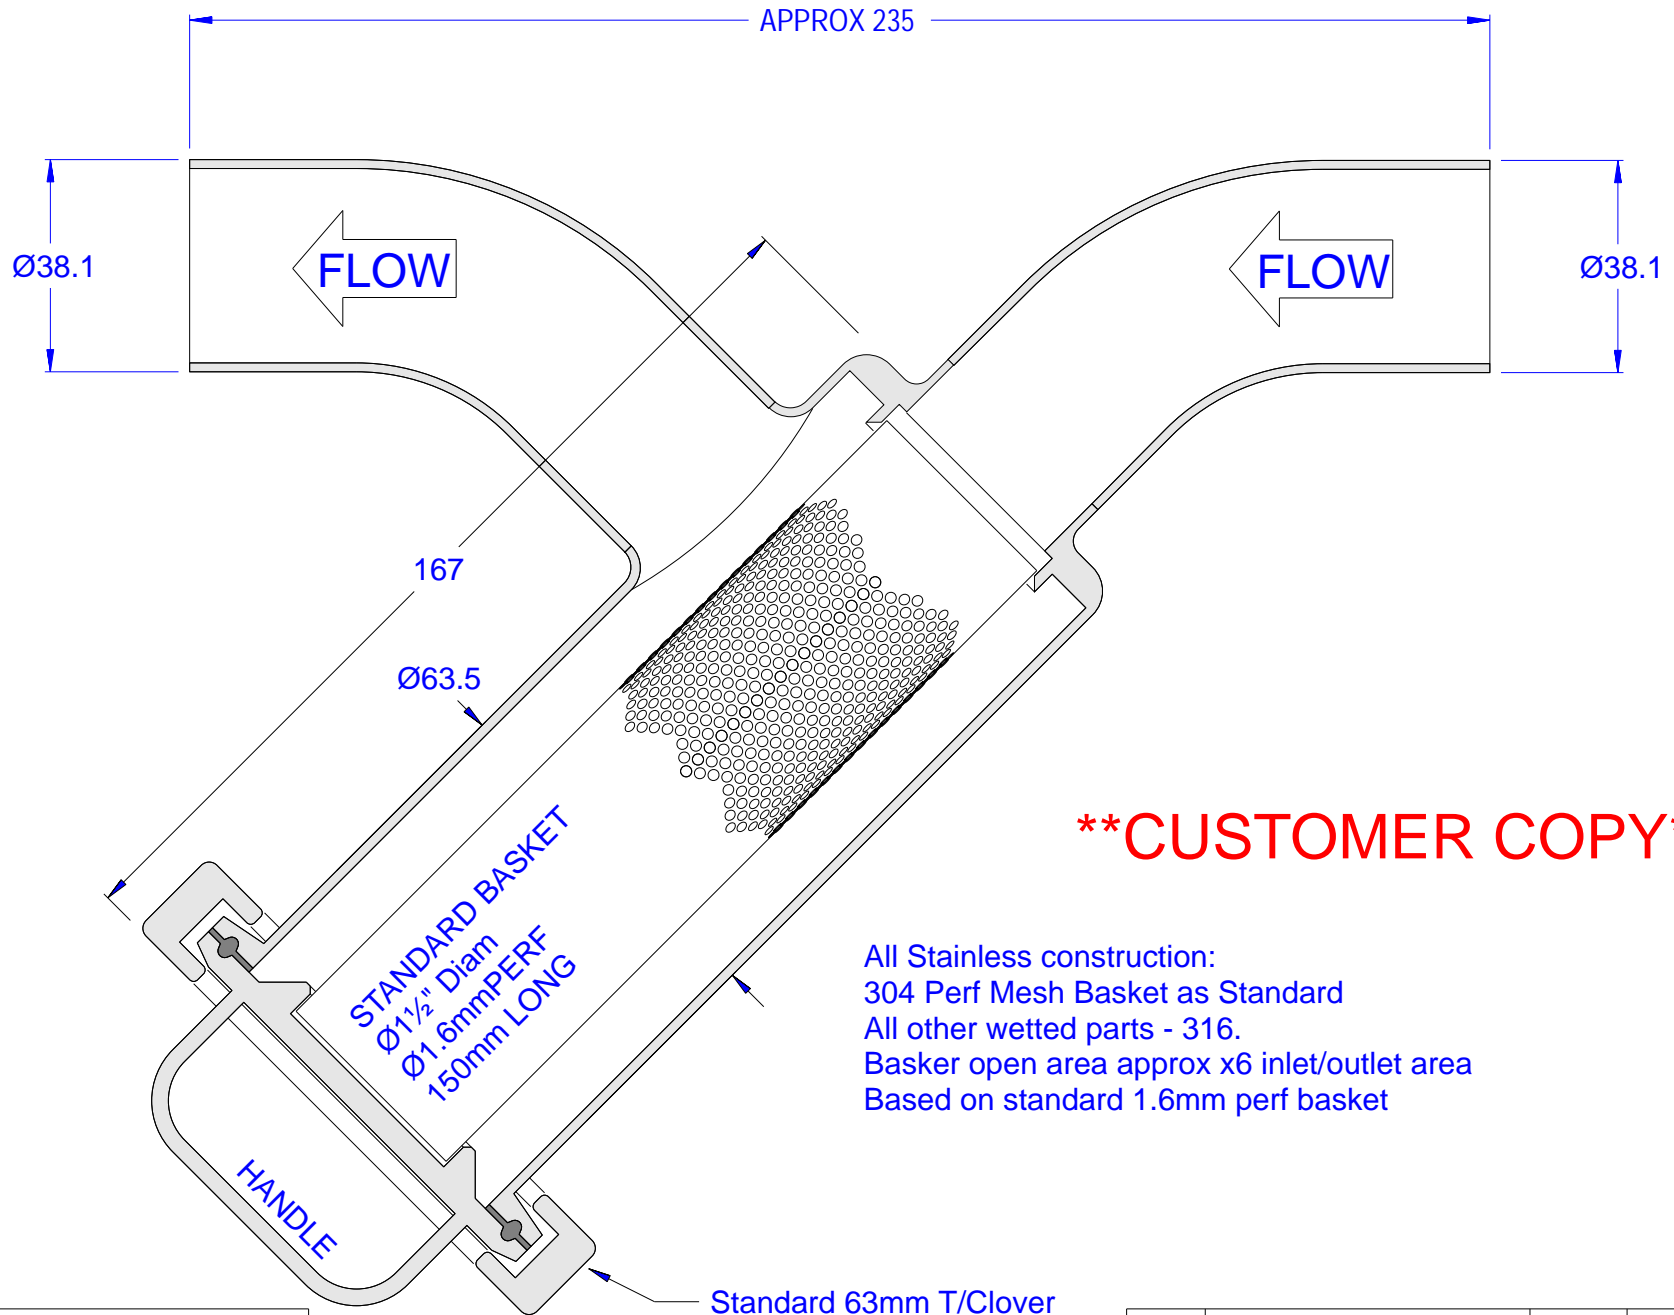 APPROX 235
Ø38.1
FLOW
FLOW
Ø38.1
167
Ø63.5
STANDARD BASKET
Ø1½" Diam
Ø1.6mmPERF
150mm LONG
**CUSTOMER COPY*
All Stainless construction:
304 Perf Mesh Basket as Standard
All other wetted parts - 316.
Basker open area approx x6 inlet/outlet area
Based on standard 1.6mm perf basket
HANDLE
Standard 63mm T/Clover